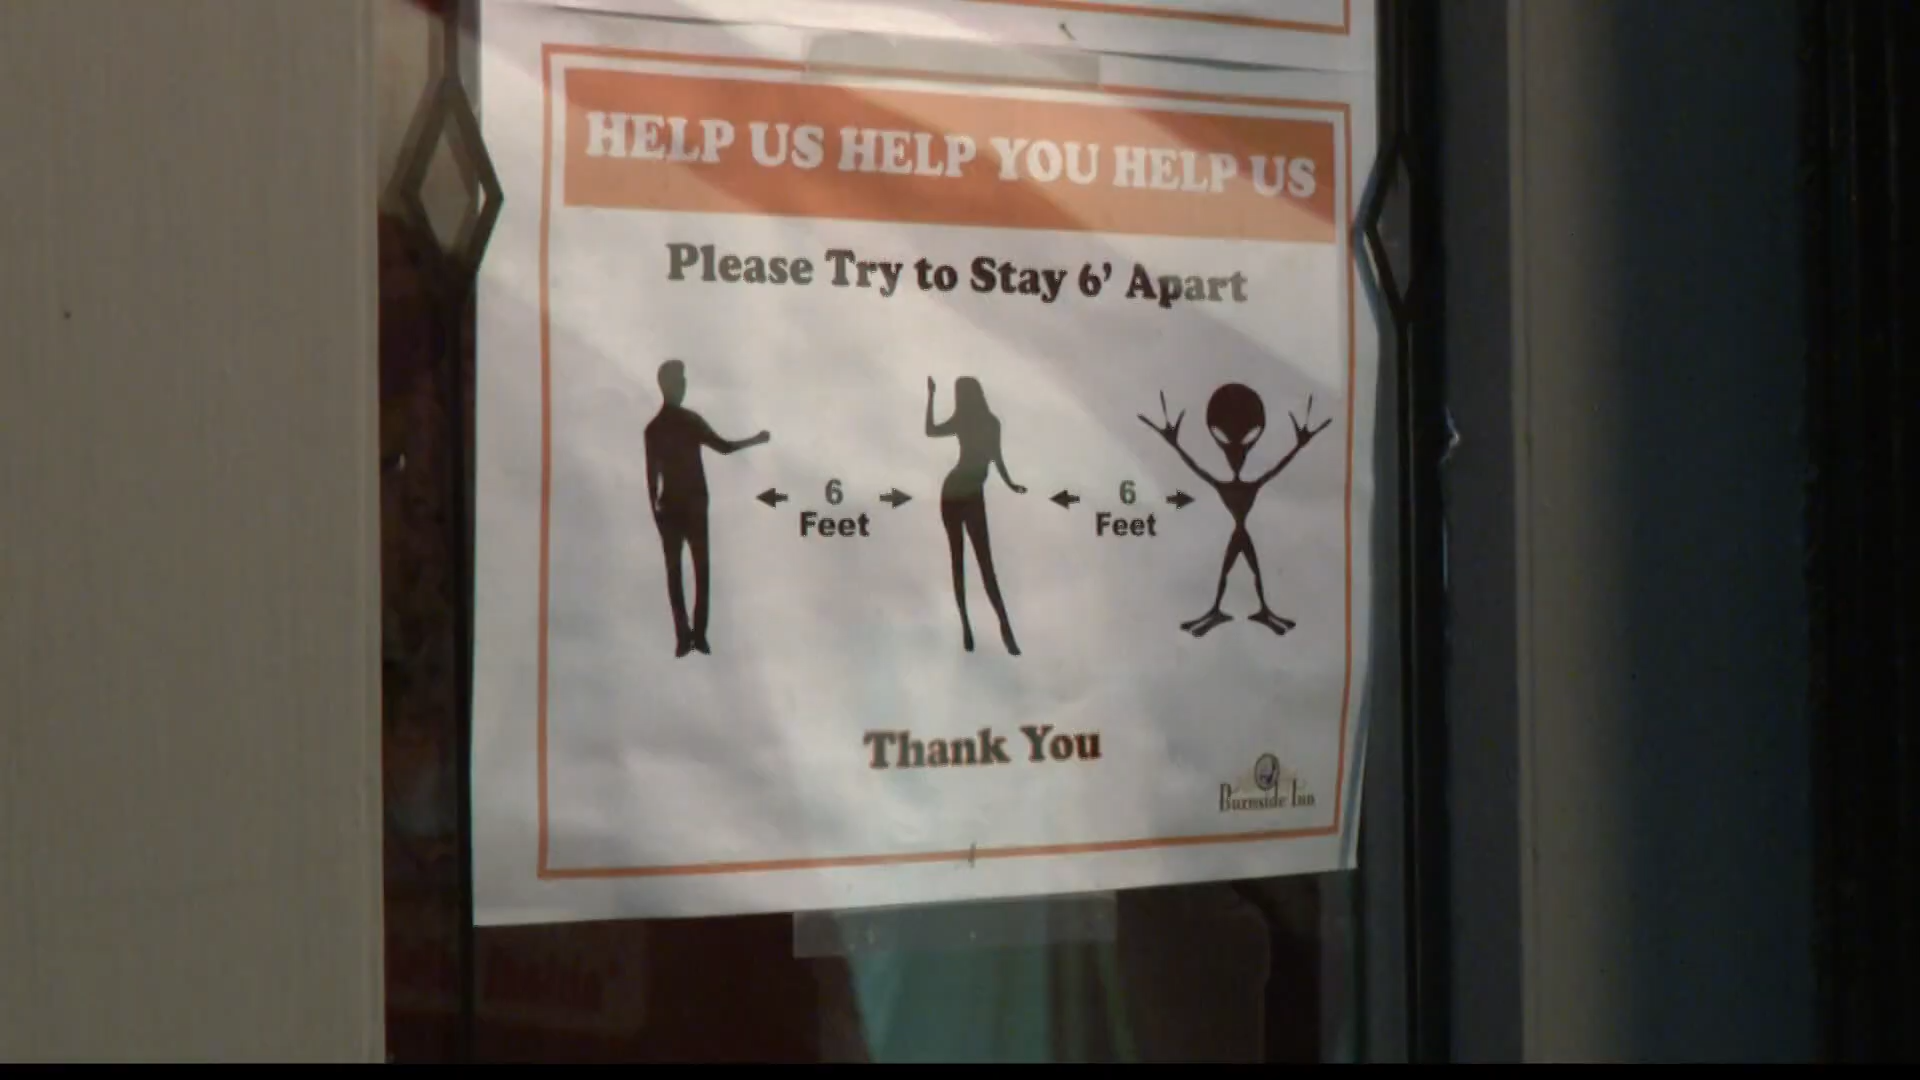 HELP US HELP YOU HELP US
Please Try to Stay 6' Apart
6 Feet
6 Feet
Thank You
Burnside Inn